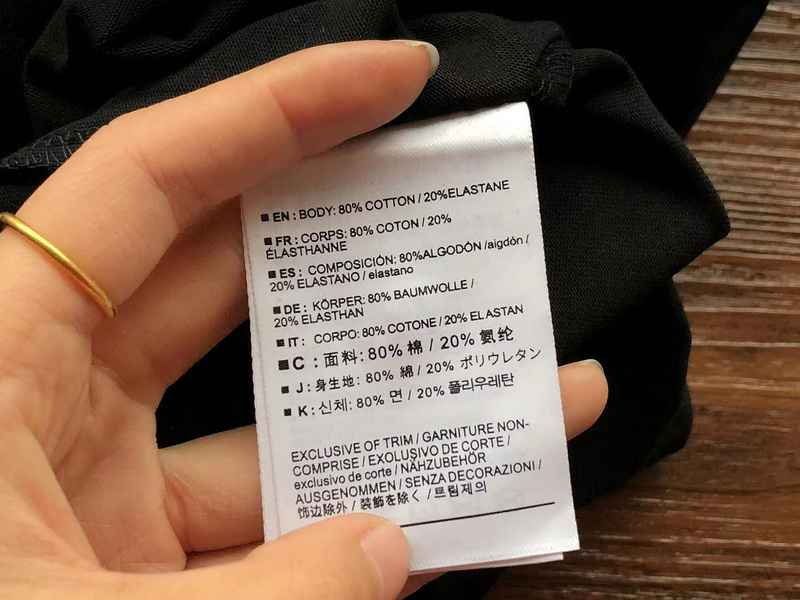 ■ EN : BODY: 80% COTTON / 20%ELASTANE
■ FR : CORPS: 80% COTON / 20%
ÉLASTHANNE
■ ES : COMPOSICIÓN: 80%ALGODÓN /aigdón /
20% ELASTANO / elastano
■ DE : KÖRPER: 80% BAUMWOLLE /
20% ELASTHAN
■ IT : CORPO: 80% COTONE / 20% ELASTAN
■ C : 面料: 80% 棉 / 20% 氨纶
■ J : 身生地: 80% 綿 / 20% ポリウレタン
■ K : 신체: 80% 면 / 20% 폴리우레탄
EXCLUSIVE OF TRIM / GARNITURE NON-
COMPRISE / EXCLUSIVO DE CORTE /
exclusivo de corte / NÄHZUBEHÖR
AUSGENOMMEN / SENZA DECORAZIONI /
饰边除外 / 装飾を除く / 트림제의